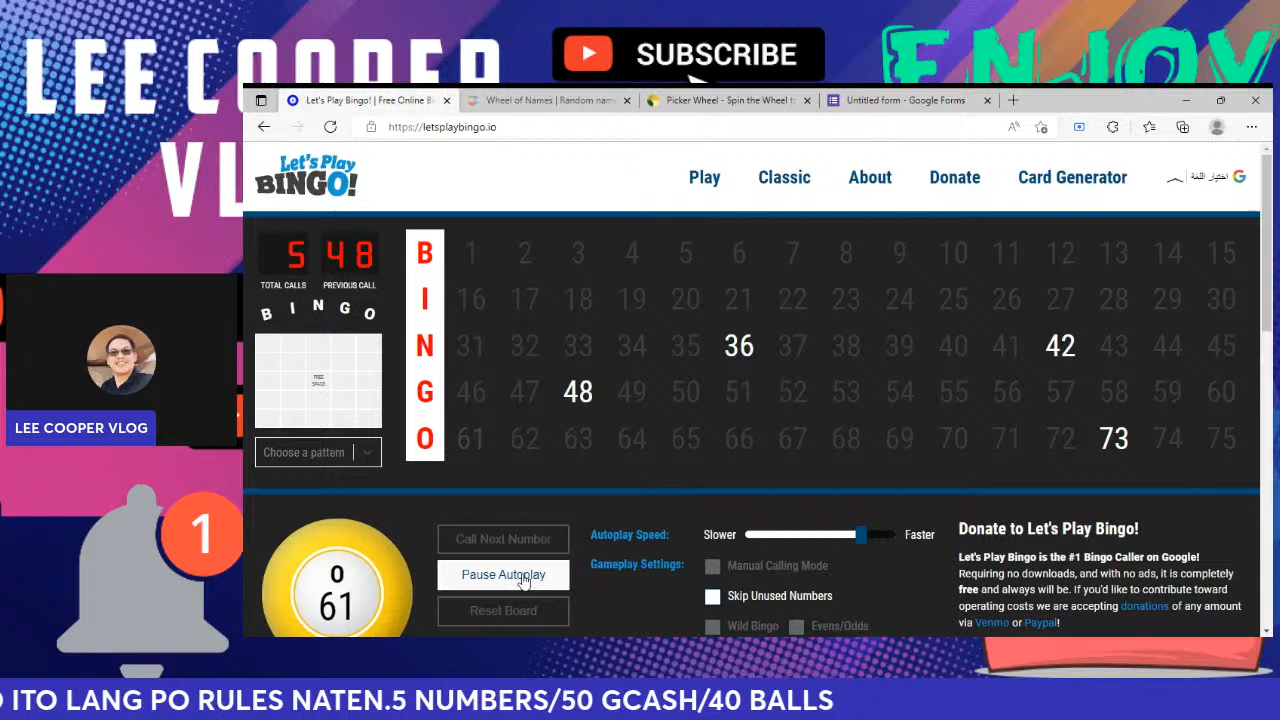 LEE COOPER
VL
SUBSCRIBE
ENJOY
Let's Play Bingo! | Free Online B
Wheel of Names | Random nam
Picker Wheel - Spin the Wheel t
Untitled form - Google Forms
https://letsplaybingo.io
Let's Play
BINGO!
Play Classic About Donate Card Generator
اختيار اللغة
5 48
TOTAL CALLS PREVIOUS CALL
B I N G O
FREE
SPACE
Choose a pattern
B 1 2 3 4 5 6 7 8 9 10 11 12 13 14 15
I 16 17 18 19 20 21 22 23 24 25 26 27 28 29 30
N 31 32 33 34 35 36 37 38 39 40 41 42 43 44 45
G 46 47 48 49 50 51 52 53 54 55 56 57 58 59 60
O 61 62 63 64 65 66 67 68 69 70 71 72 73 74 75
LEE COOPER VLOG
1
O
61
Call Next Number
Pause Autoplay
Reset Board
Autoplay Speed: Slower Faster
Gameplay Settings: Manual Calling Mode
Skip Unused Numbers
Wild Bingo Evens/Odds
Donate to Let's Play Bingo!
Let's Play Bingo is the #1 Bingo Caller on Google!
Requiring no downloads, and with no ads, it is completely
free and always will be. If you'd like to contribute toward
operating costs we are accepting donations of any amount
via Venmo or Paypal!
O ITO LANG PO RULES NATEN.5 NUMBERS/50 GCASH/40 BALLS